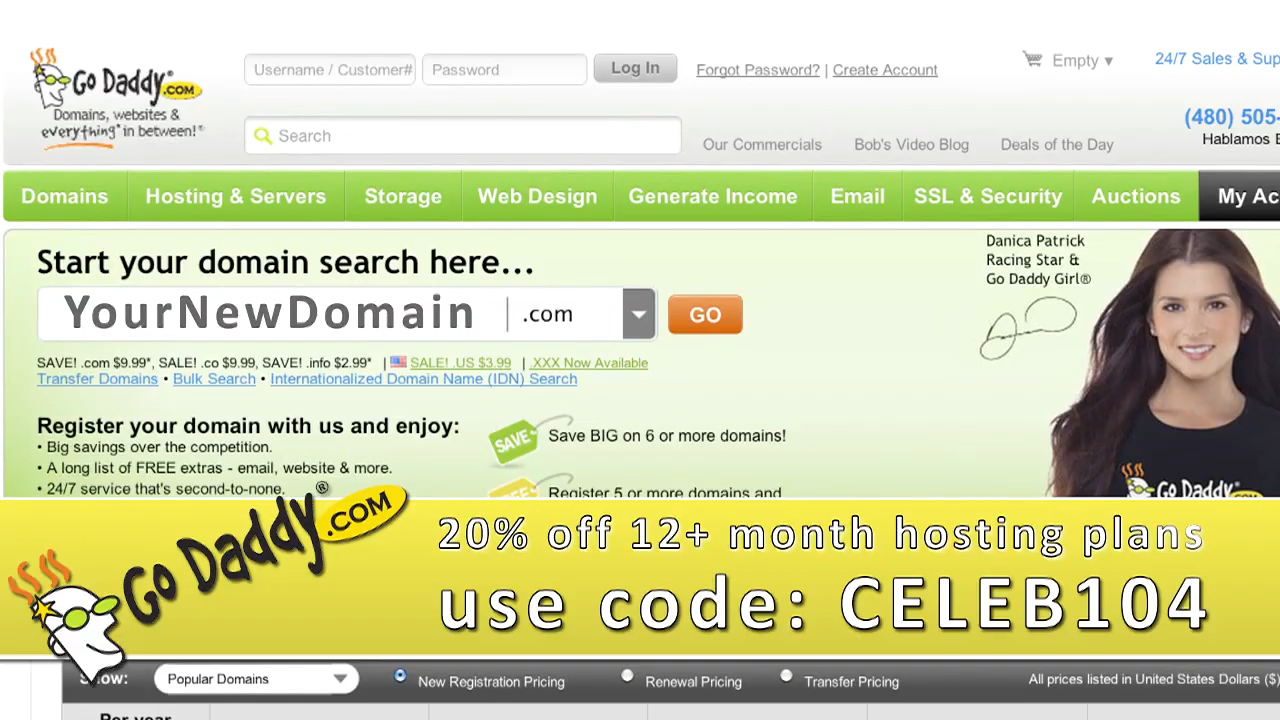 Go Daddy®.COM
Domains, websites &
everything* in between!*
Username / Customer#
Password
Log In
Forgot Password? | Create Account
Empty ▾
24/7 Sales & Sup
(480) 505-
Hablamos E
Search
Our Commercials
Bob's Video Blog
Deals of the Day
Domains
Hosting & Servers
Storage
Web Design
Generate Income
Email
SSL & Security
Auctions
My Ac
Start your domain search here...
YourNewDomain
.com
GO
Danica Patrick
Racing Star &
Go Daddy Girl®
SAVE! .com $9.99*, SALE! .co $9.99, SAVE! .info $2.99* | SALE! .US $3.99 | .XXX Now Available
Transfer Domains • Bulk Search • Internationalized Domain Name (IDN) Search
Register your domain with us and enjoy:
• Big savings over the competition.
• A long list of FREE extras - email, website & more.
• 24/7 service that's second-to-none.
SAVE
Save BIG on 6 or more domains!
Register 5 or more domains and
Go Daddy
Go Daddy®.COM
20% off 12+ month hosting plans
use code: CELEB104
Show:
Popular Domains
New Registration Pricing
Renewal Pricing
Transfer Pricing
All prices listed in United States Dollars ($)
Per year